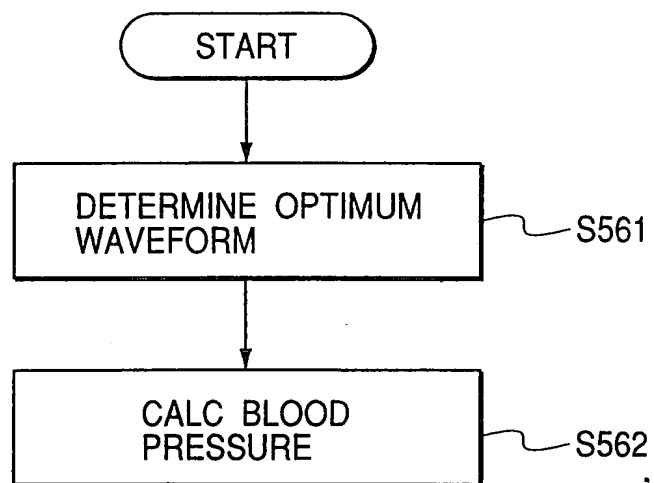 START
DETERMINE OPTIMUM
WAVEFORM
S561
CALC BLOOD
PRESSURE
S562